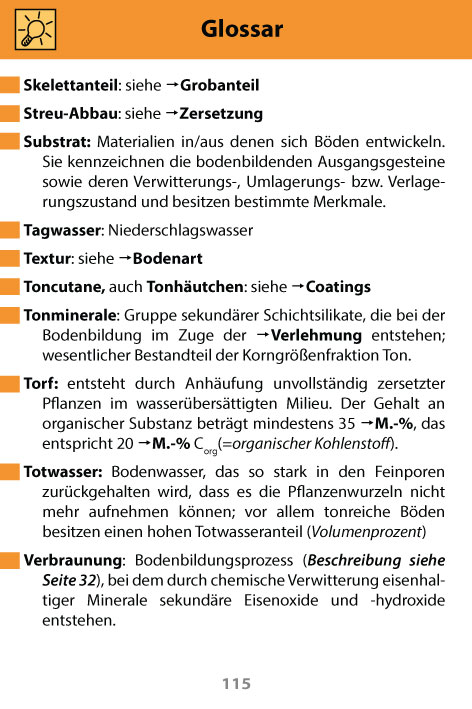 Glossar
Skelettanteil: siehe →Grobanteil
Streu-Abbau: siehe →Zersetzung
Substrat: Materialien in/aus denen sich Böden entwickeln.
Sie kennzeichnen die bodenbildenden Ausgangsgesteine
sowie deren Verwitterungs-, Umlagerungs- bzw. Verlage-
rungszustand und besitzen bestimmte Merkmale.
Tagwasser: Niederschlagswasser
Textur: siehe →Bodenart
Toncutane, auch Tonhäutchen: siehe →Coatings
Tonminerale: Gruppe sekundärer Schichtsilikate, die bei der
Bodenbildung im Zuge der →Verlehmung entstehen;
wesentlicher Bestandteil der Korngrößenfraktion Ton.
Torf: entsteht durch Anhäufung unvollständig zersetzter
Pflanzen im wasserübersättigten Milieu. Der Gehalt an
organischer Substanz beträgt mindestens 35 →M.-%, das
entspricht 20 →M.-% Corg(=organischer Kohlenstoff).
Totwasser: Bodenwasser, das so stark in den Feinporen
zurückgehalten wird, dass es die Pflanzenwurzeln nicht
mehr aufnehmen können; vor allem tonreiche Böden
besitzen einen hohen Totwasseranteil (Volumenprozent)
Verbraunung: Bodenbildungsprozess (Beschreibung siehe
Seite 32), bei dem durch chemische Verwitterung eisenhal-
tiger Minerale sekundäre Eisenoxide und -hydroxide
entstehen.
115